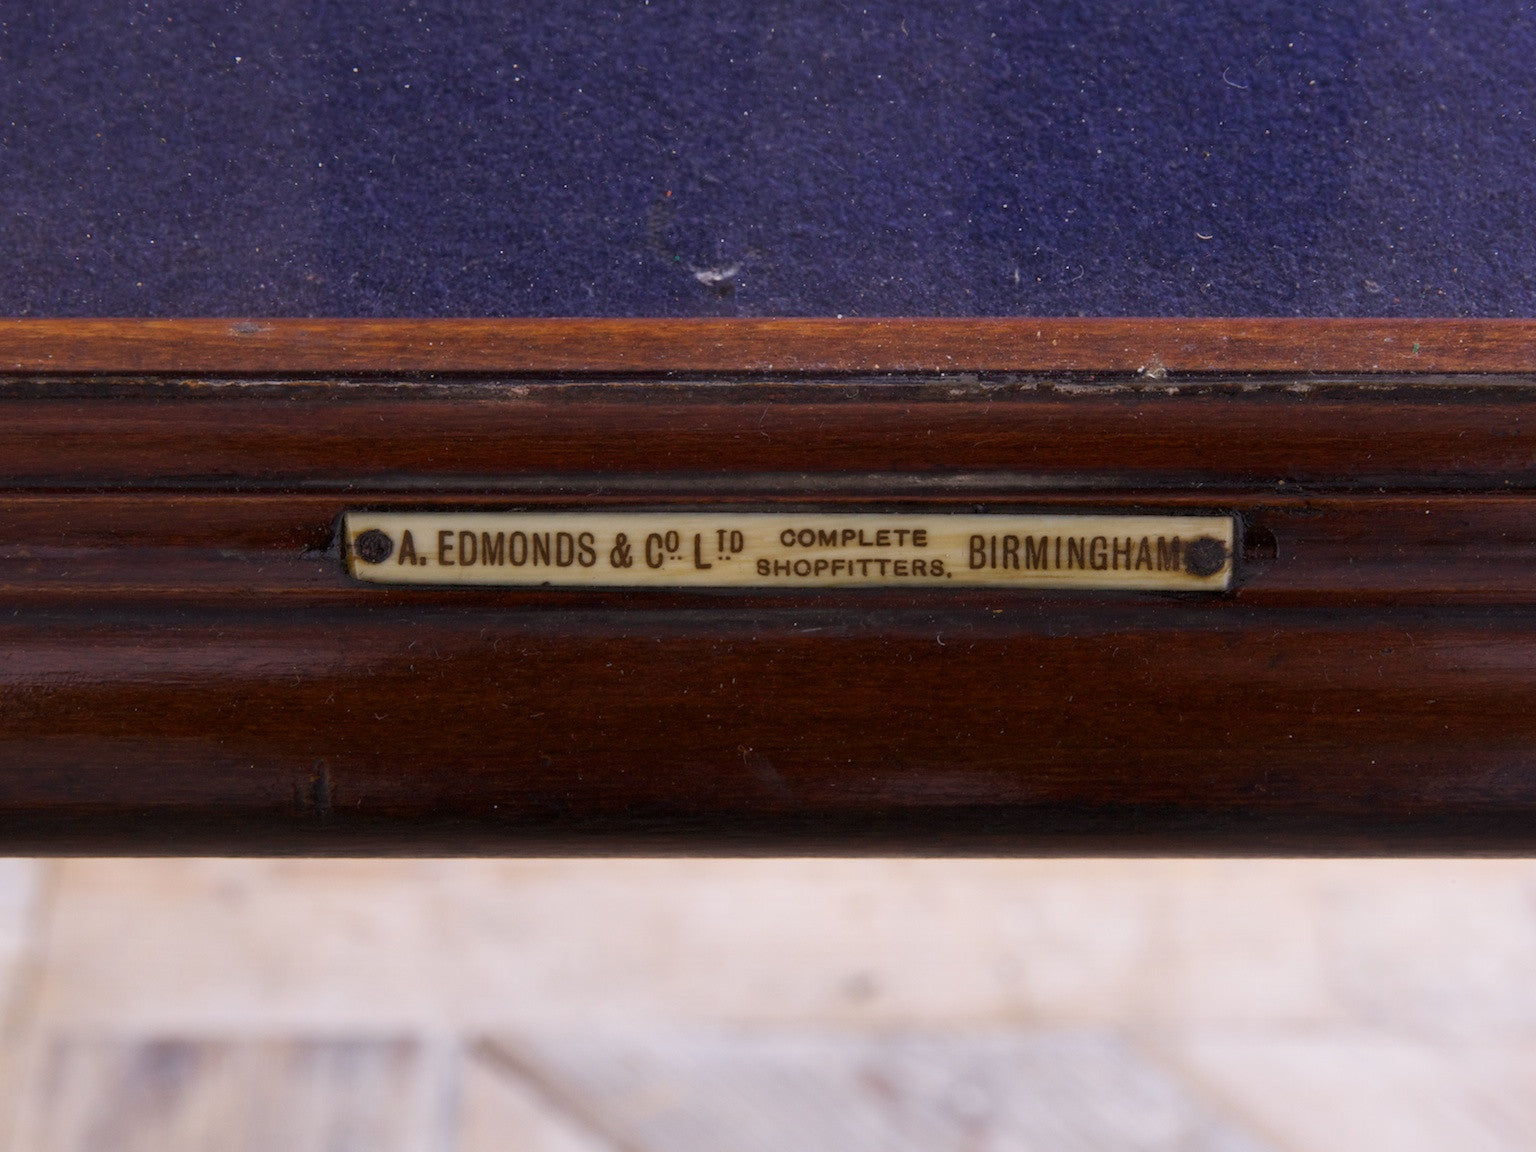 A. EDMONDS & Cº Lᵀᴰ COMPLETE SHOPFITTERS, BIRMINGHAM